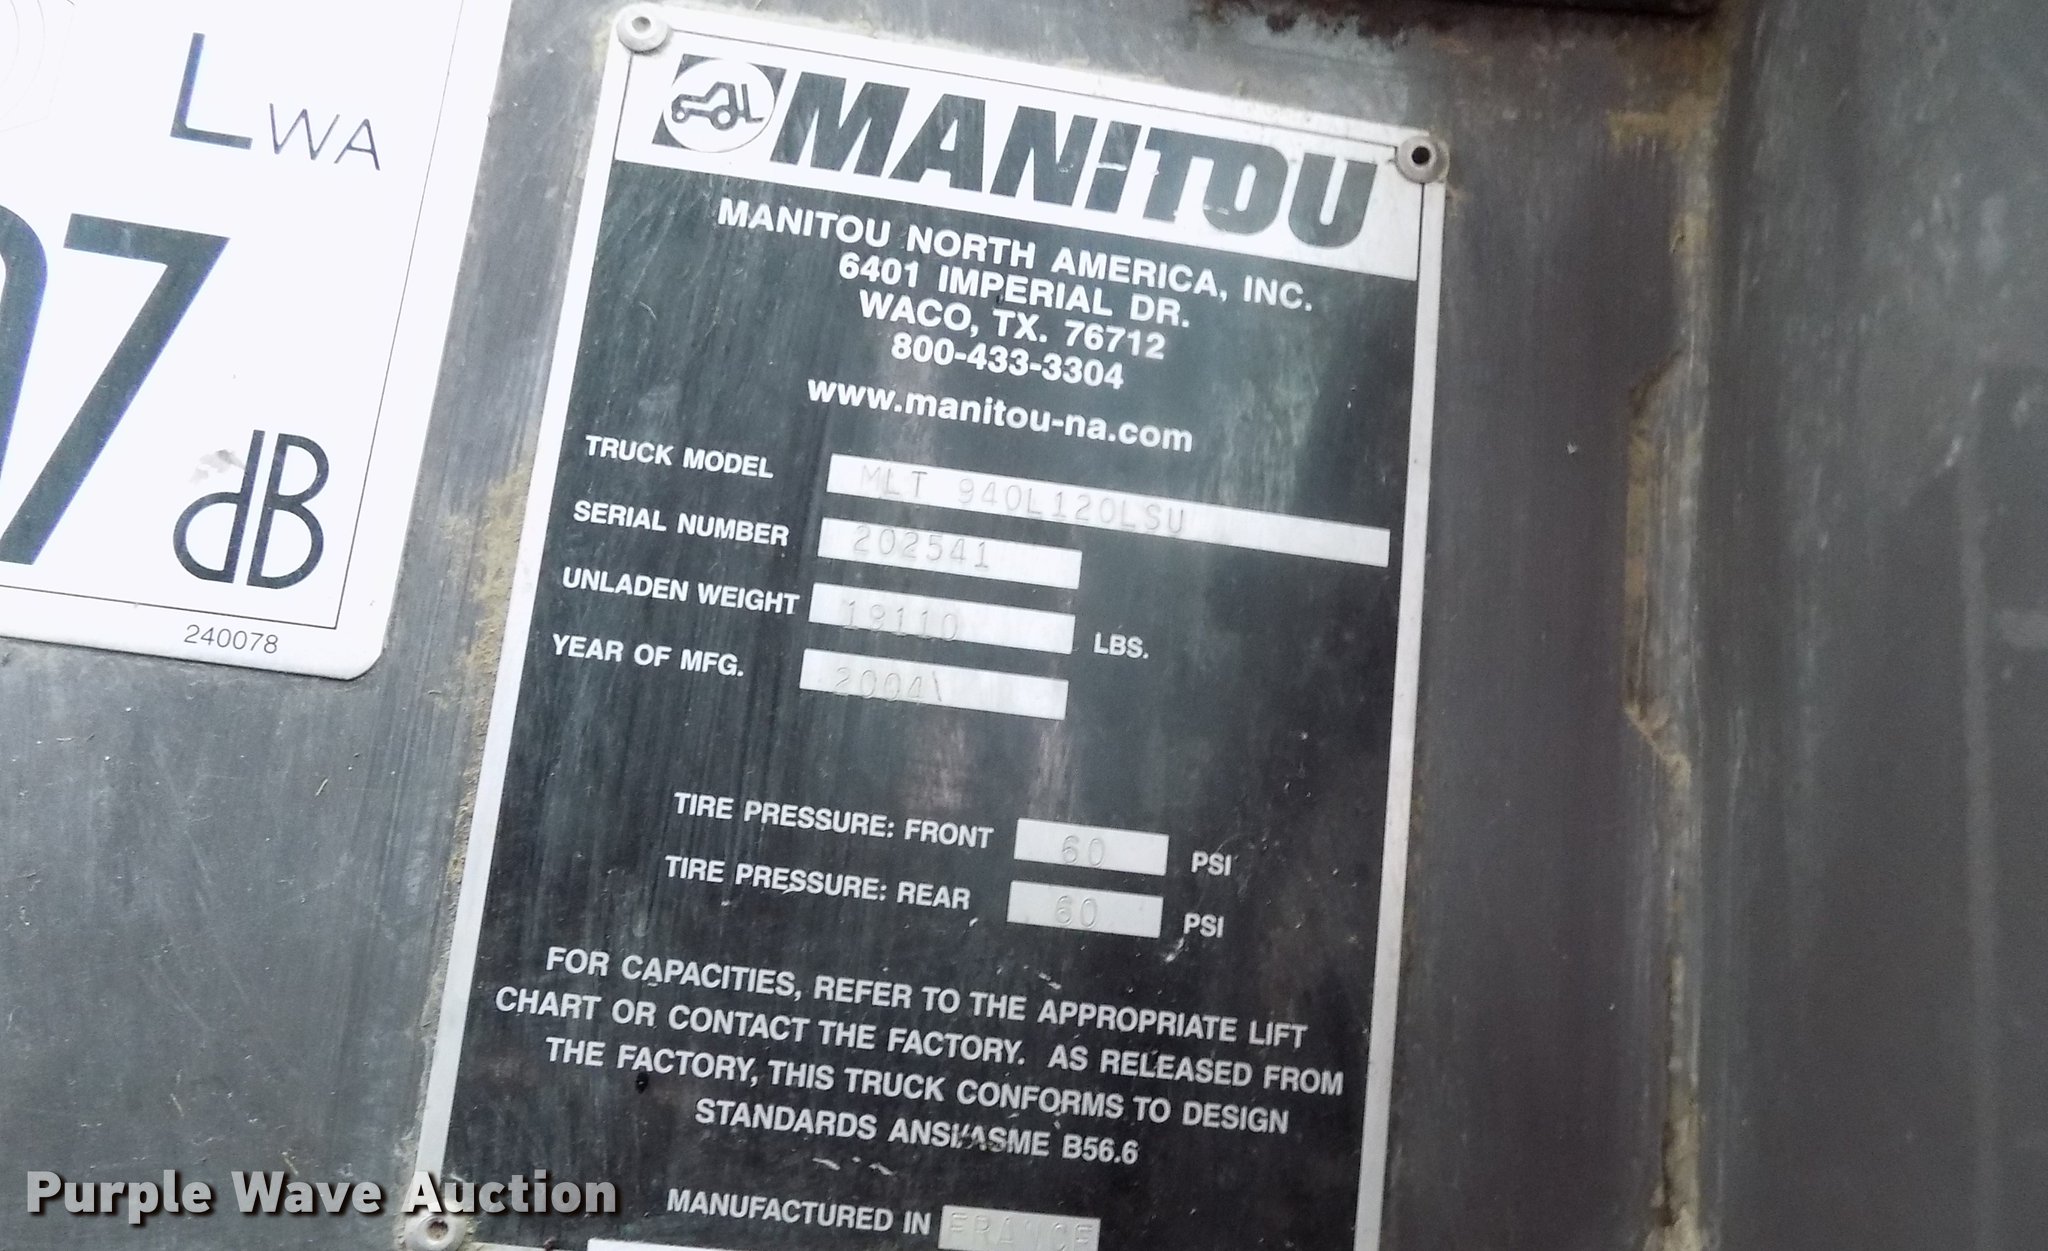 LWA
7
dB
240078
MANiTOU
MANITOU NORTH AMERICA, INC.
6401 IMPERIAL DR.
WACO, TX. 76712
800-433-3304
www.manitou-na.com
TRUCK MODEL MLT 940L120LSU
SERIAL NUMBER 202541
UNLADEN WEIGHT 19110 LBS.
YEAR OF MFG. 2004\
TIRE PRESSURE: FRONT 60 PSI
TIRE PRESSURE: REAR 60 PSI
FOR CAPACITIES, REFER TO THE APPROPRIATE LIFT
CHART OR CONTACT THE FACTORY. AS RELEASED FROM
THE FACTORY, THIS TRUCK CONFORMS TO DESIGN
STANDARDS ANSI/ASME B56.6
MANUFACTURED IN FRANCE
Purple Wave Auction